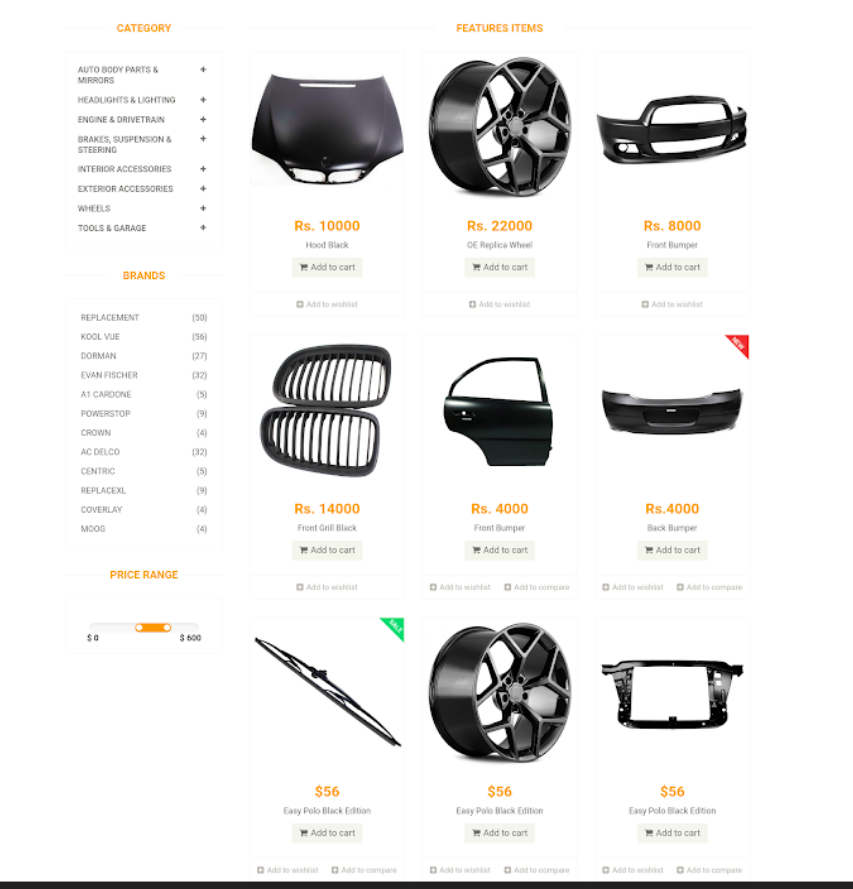 CATEGORY
AUTO BODY PARTS &
MIRRORS
HEADLIGHTS & LIGHTING
ENGINE & DRIVETRAIN
BRAKES, SUSPENSION &
STEERING
INTERIOR ACCESSORIES
EXTERIOR ACCESSORIES
WHEELS
TOOLS & GARAGE
BRANDS
REPLACEMENT (50)
KOOL VUE (56)
DORMAN (27)
EVAN FISCHER (32)
A1 CARDONE (5)
POWERSTOP (9)
CROWN (4)
AC DELCO (32)
CENTRIC (5)
REPLACEXL (9)
COVERLAY (4)
MOOG (4)
PRICE RANGE
$ 0 $ 600
FEATURES ITEMS
Rs. 10000
Hood Black
Add to cart
Add to wishlist
Rs. 22000
OE Replica Wheel
Add to cart
Add to wishlist
Rs. 8000
Front Bumper
Add to cart
Add to wishlist
Rs. 14000
Front Grill Black
Add to cart
Add to wishlist
Rs. 4000
Front Bumper
Add to cart
Add to wishlist Add to compare
NEW
Rs.4000
Back Bumper
Add to cart
Add to wishlist Add to compare
SALE
$56
Easy Polo Black Edition
Add to cart
Add to wishlist Add to compare
$56
Easy Polo Black Edition
Add to cart
Add to wishlist Add to compare
$56
Easy Polo Black Edition
Add to cart
Add to wishlist Add to compare